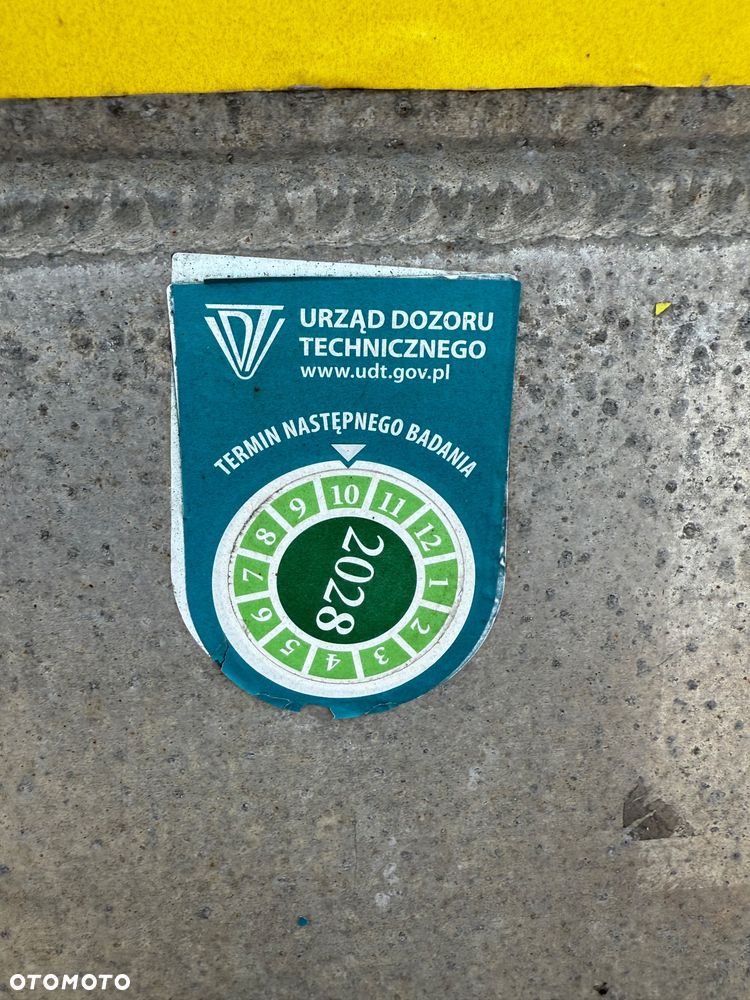 URZĄD DOZORU
TECHNICZNEGO
www.udt.gov.pl
TERMIN NASTĘPNEGO BADANIA
10
11
12
1
2
3
4
5
6
7
8
9
2028
OTOMOTO